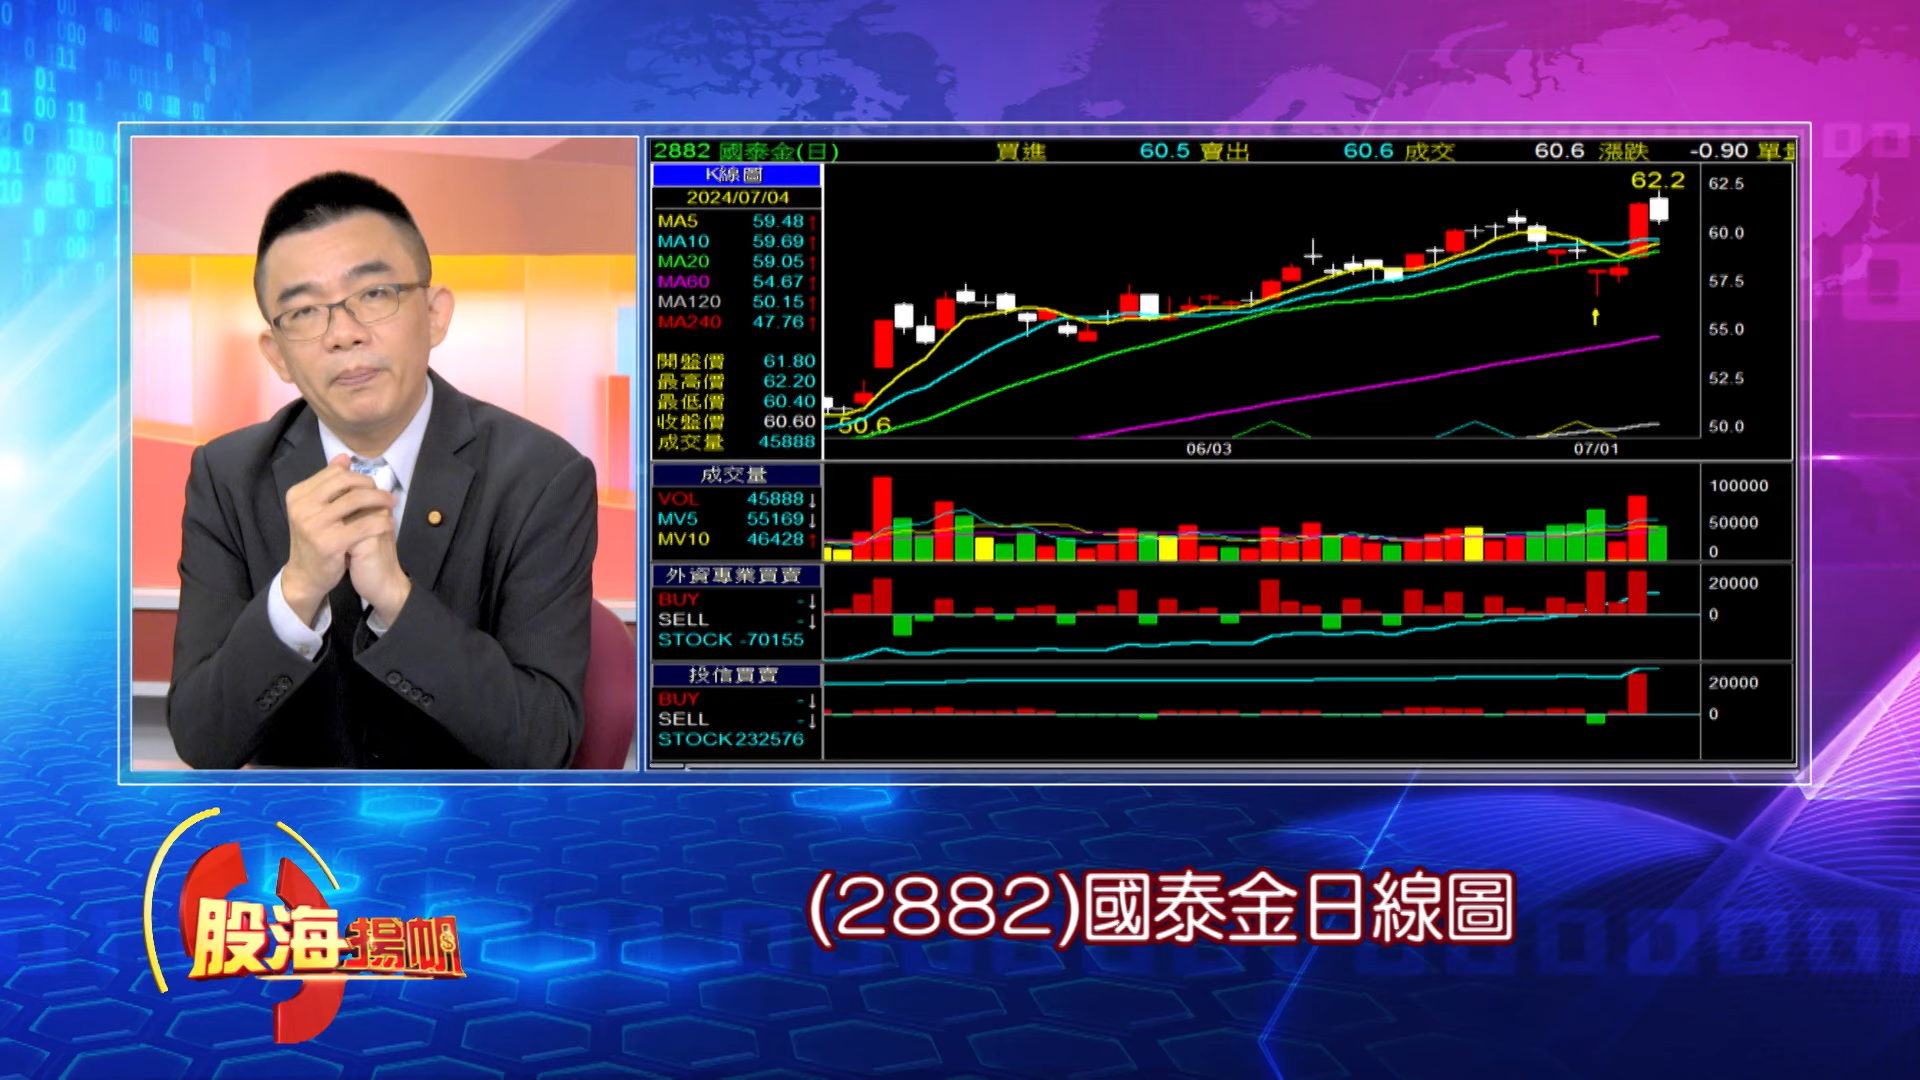 2882 國泰金(日) 買進 60.5 賣出 60.6 成交 60.6 漲跌 -0.90 單量
K線圖
2024/07/04
MA5 59.48 ↑
MA10 59.69 ↑
MA20 59.05 ↑
MA60 54.67 ↑
MA120 50.15 ↑
MA240 47.76 ↑
開盤價 61.80
最高價 62.20
最低價 60.40
收盤價 60.60
成交量 45888
62.2
50.6
62.5
60.0
57.5
55.0
52.5
50.0
06/03 07/01
成交量
VOL 45888 ↓
MV5 55169 ↓
MV10 46428 ↑
100000
50000
0
外資專業買賣
BUY - ↓
SELL - ↓
STOCK -70155
20000
0
投信買賣
BUY - ↓
SELL - ↓
STOCK 232576
20000
0
股海揚帆
(2882)國泰金日線圖